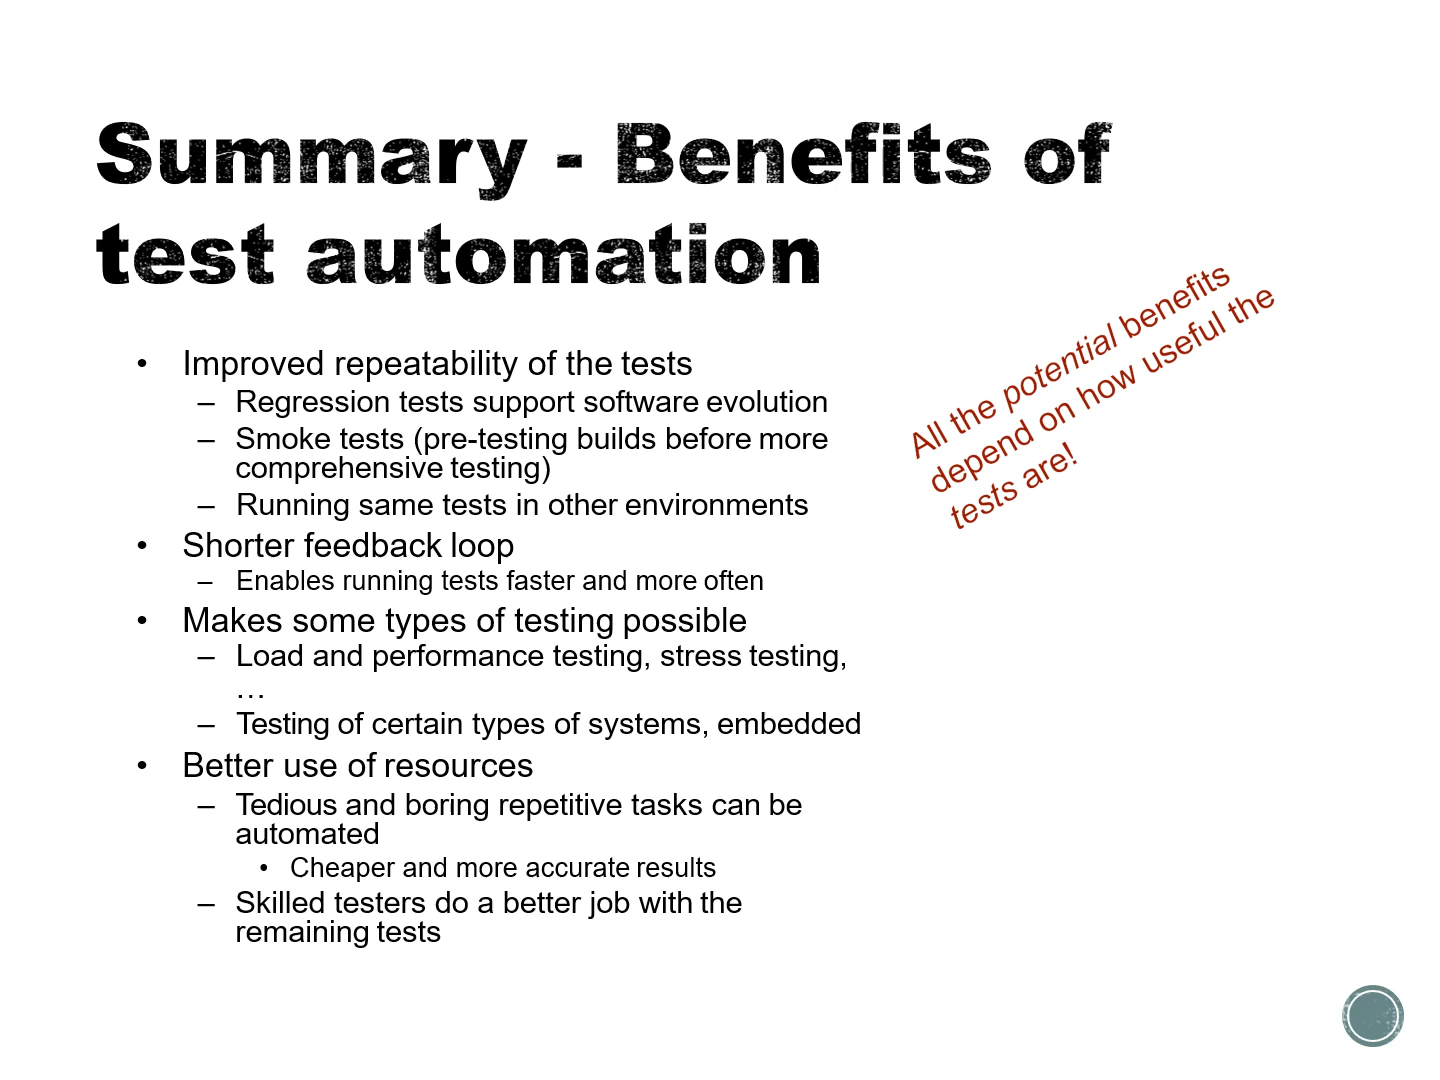 Summary - Benefits of
test automation
All the potential benefits
depend on how useful the
tests are!
• Improved repeatability of the tests
– Regression tests support software evolution
– Smoke tests (pre-testing builds before more
comprehensive testing)
– Running same tests in other environments
• Shorter feedback loop
– Enables running tests faster and more often
• Makes some types of testing possible
– Load and performance testing, stress testing,
…
– Testing of certain types of systems, embedded
• Better use of resources
– Tedious and boring repetitive tasks can be
automated
• Cheaper and more accurate results
– Skilled testers do a better job with the
remaining tests